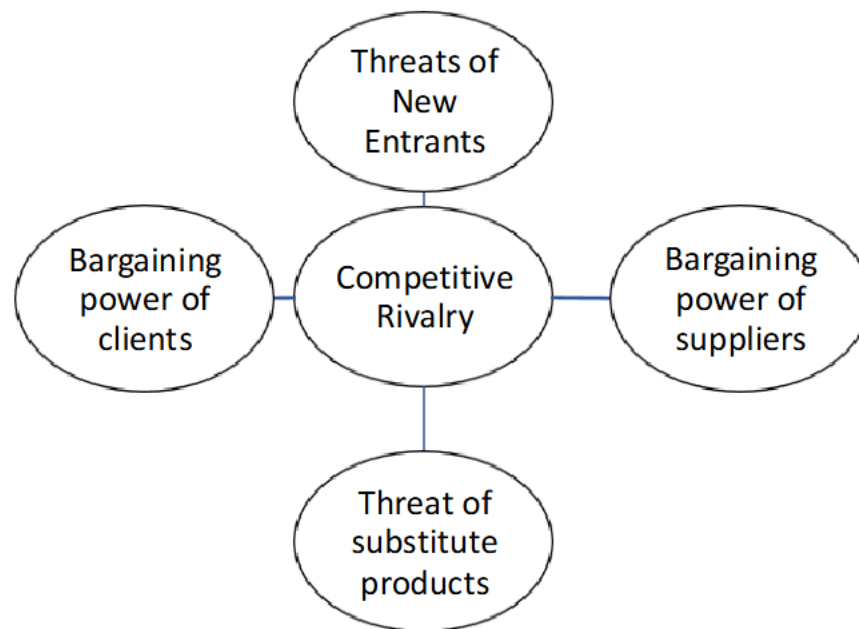 Threats of
New
Entrants
Bargaining
power of
clients
Competitive
Rivalry
Bargaining
power of
suppliers
Threat of
substitute
products